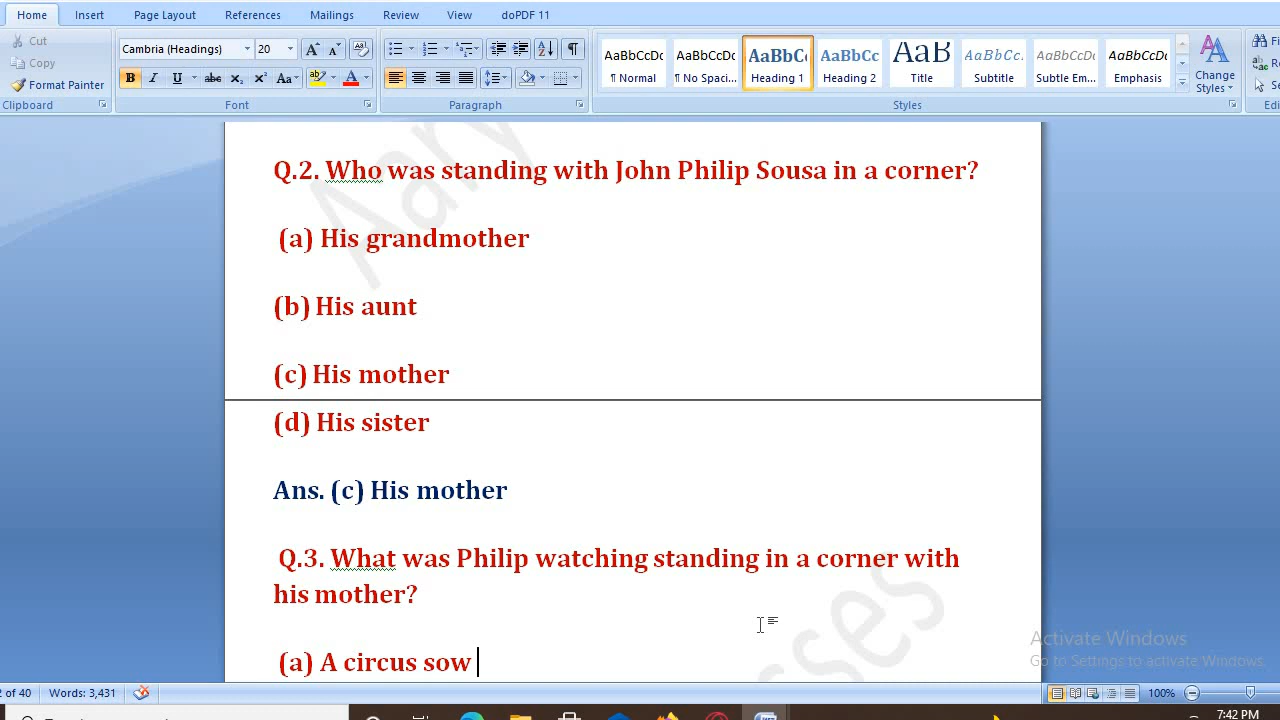 Home Insert Page Layout References Mailings Review View doPDF 11
Cut
Copy
Format Painter
Clipboard
Cambria (Headings) 20
Font
Paragraph
AaBbCcDc AaBbCcDc AaBbCc AaBbCc AaB AaBbCc. AaBbCcDc AaBbCcDc
¶ Normal ¶ No Spaci... Heading 1 Heading 2 Title Subtitle Subtle Em... Emphasis
Change
Styles
Styles
Q.2. Who was standing with John Philip Sousa in a corner?
(a) His grandmother
(b) His aunt
(c) His mother
(d) His sister
Ans. (c) His mother
Q.3. What was Philip watching standing in a corner with
his mother?
(a) A circus sow
Activate Windows
Go to Settings to activate Windows.
of 40 Words: 3,431 100%
7:42 PM